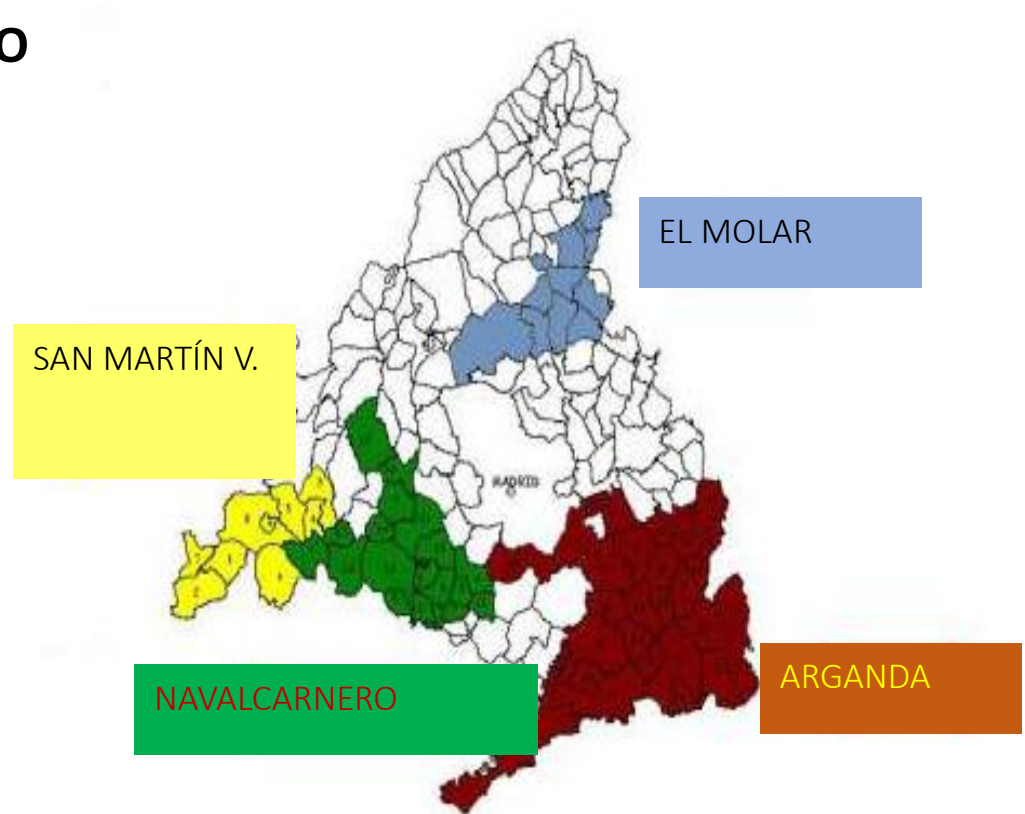 O
EL MOLAR
SAN MARTÍN V.
MADRID
NAVALCARNERO
ARGANDA